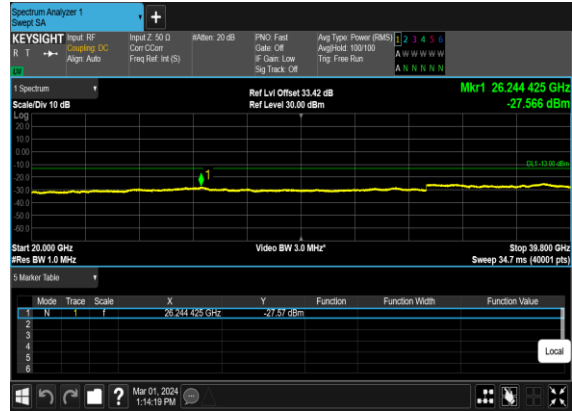 Spectrum Analyzer 1
Swept SA
+
KEYSIGHT Input: RF Input Z: 50 Ω #Atten: 20 dB PNO: Fast Avg Type: Power (RMS) 1 2 3 4 5 6
R T Coupling: DC Corr CCorr Gate: Off Avg|Hold: 100/100 A W W W W W
Align: Auto Freq Ref: Int (S) IF Gain: Low Trig: Free Run
Sig Track: Off A N N N N N
1 Spectrum Ref Lvl Offset 33.42 dB Mkr1 26.244 425 GHz
Scale/Div 10 dB Ref Level 30.00 dBm -27.566 dBm
Log
20.0
10.0
0.00
-10.0
DL1 -13.00 dBm
1
-20.0
-30.0
-40.0
-50.0
-60.0
Start 20.000 GHz Video BW 3.0 MHz* Stop 39.800 GHz
#Res BW 1.0 MHz Sweep 34.7 ms (40001 pts)
5 Marker Table
Mode Trace Scale X Y Function Function Width Function Value
1 N 1 f 26.244 425 GHz -27.57 dBm
2
3
4
5
6
Local
? Mar 01, 2024
1:14:19 PM